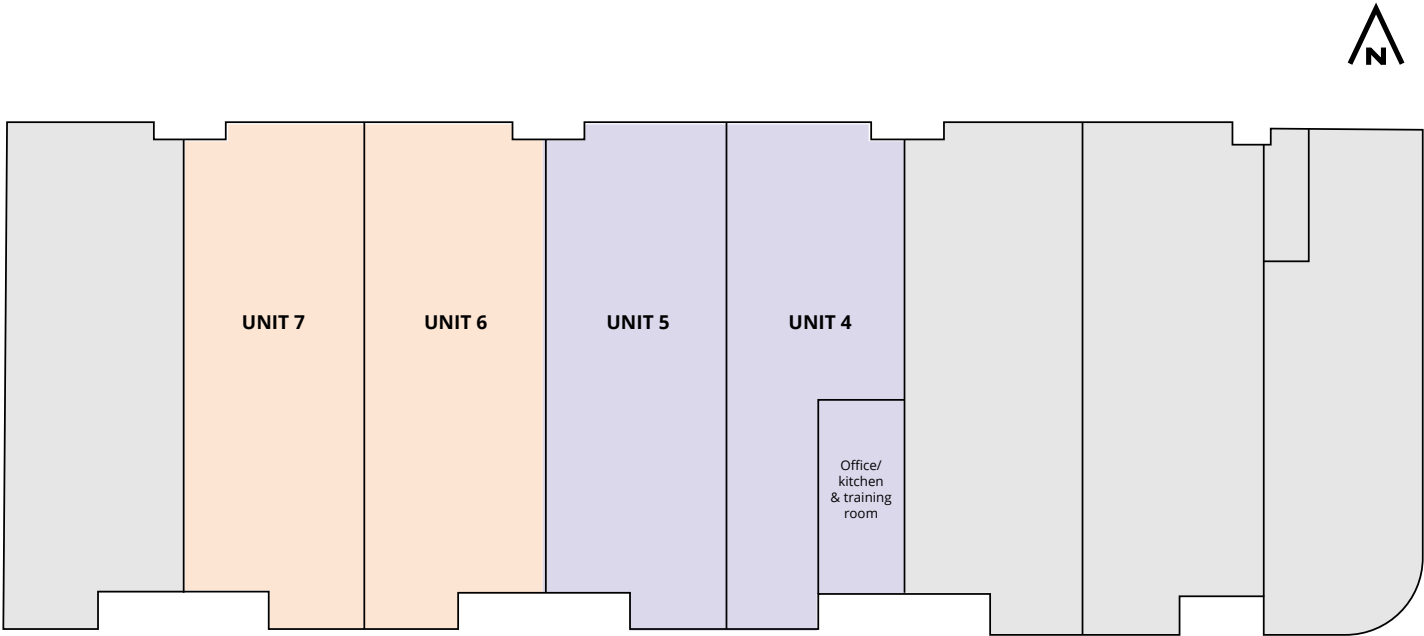 N
UNIT 7
UNIT 6
UNIT 5
UNIT 4
Office/
kitchen
& training
room